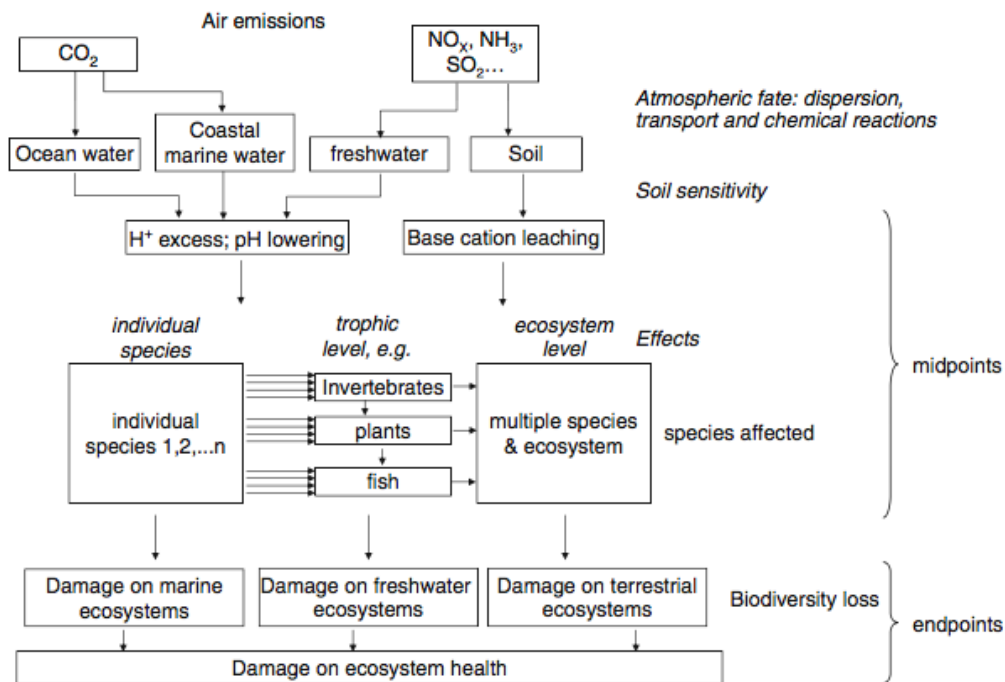 Air emissions
CO₂
NOₓ, NH₃,
SO₂...
Atmospheric fate: dispersion,
transport and chemical reactions
Ocean water
Coastal
marine water
freshwater
Soil
Soil sensitivity
H⁺ excess; pH lowering
Base cation leaching
individual
species
trophic
level, e.g.
ecosystem
level
Effects
midpoints
individual
species 1,2,...n
Invertebrates
plants
fish
multiple species
& ecosystem
species affected
Damage on marine
ecosystems
Damage on freshwater
ecosystems
Damage on terrestrial
ecosystems
Biodiversity loss
endpoints
Damage on ecosystem health